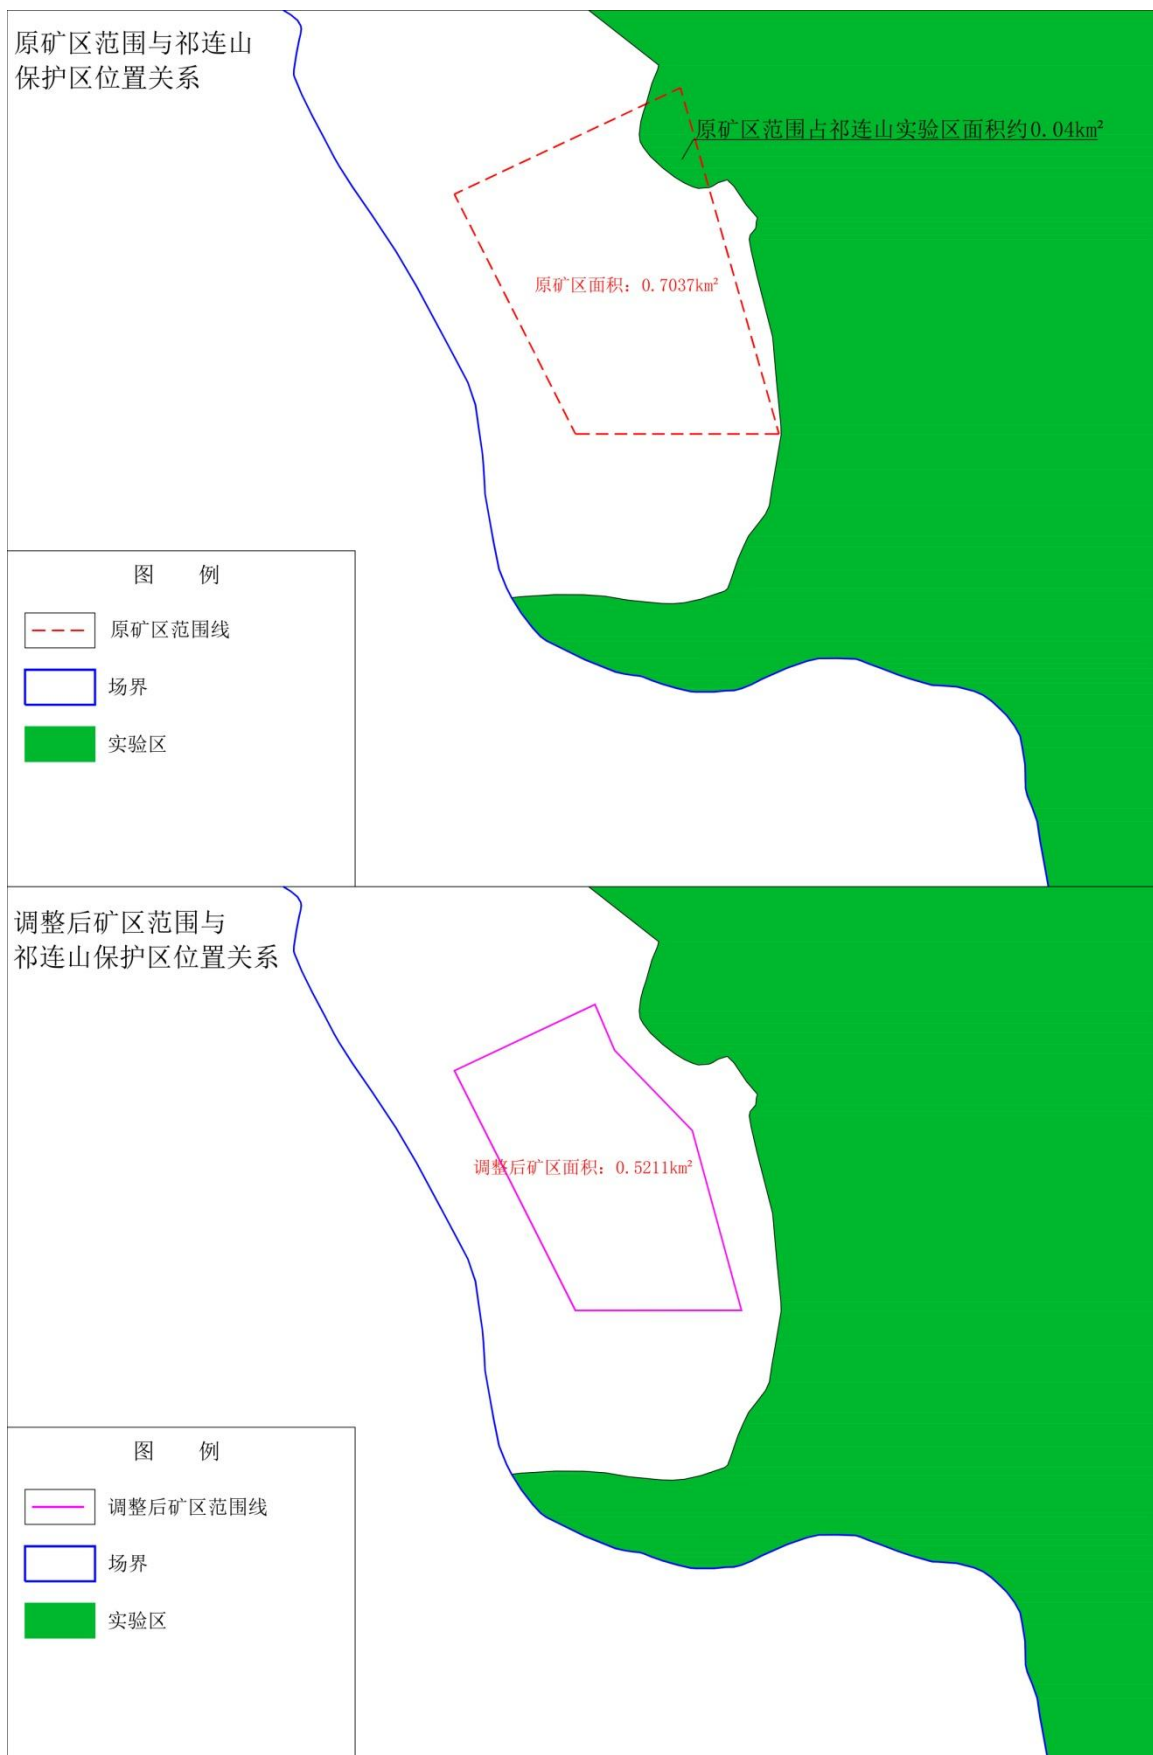 原矿区范围与祁连山
保护区位置关系
原矿区范围占祁连山实验区面积约0.04km²
原矿区面积：0.7037km²
图 例
原矿区范围线
场界
实验区
调整后矿区范围与
祁连山保护区位置关系
调整后矿区面积：0.5211km²
图 例
调整后矿区范围线
场界
实验区